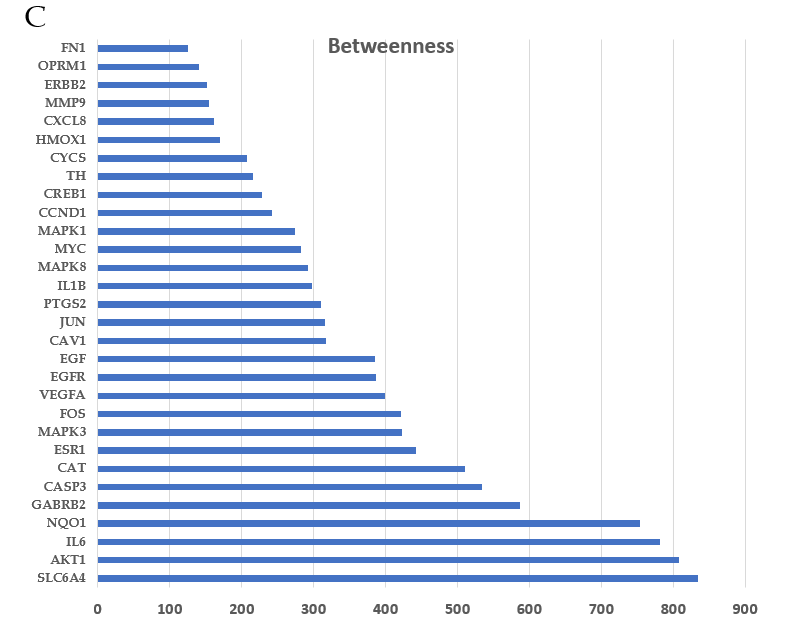 C
Betweenness
FN1
OPRM1
ERBB2
MMP9
CXCL8
HMOX1
CYCS
TH
CREB1
CCND1
MAPK1
MYC
MAPK8
IL1B
PTGS2
JUN
CAV1
EGF
EGFR
VEGFA
FOS
MAPK3
ESR1
CAT
CASP3
GABRB2
NQO1
IL6
AKT1
SLC6A4
0 100 200 300 400 500 600 700 800 900